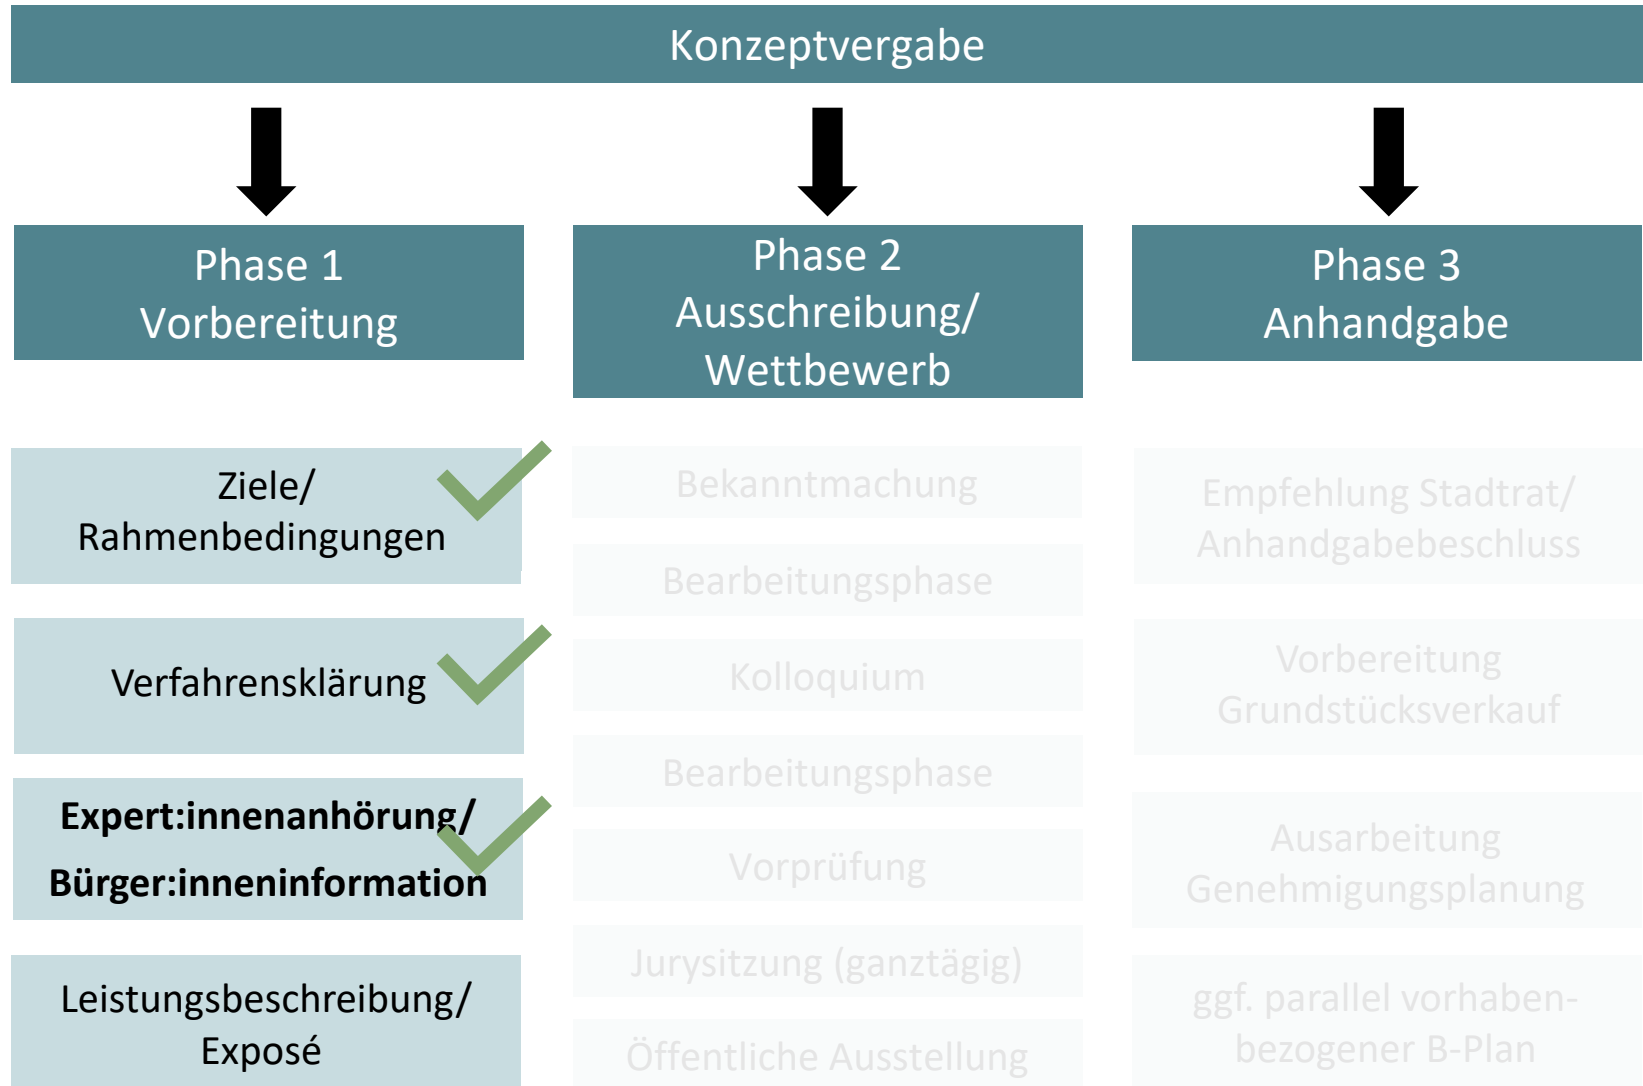 Konzeptvergabe
Phase 1
Vorbereitung
Ziele/
Rahmenbedingungen
Verfahrensklärung
Expert:innenanhörung/
Bürger:inneninformation
Leistungsbeschreibung/
Exposé
Phase 2
Ausschreibung/
Wettbewerb
Bekanntmachung
Bearbeitungsphase
Kolloquium
Bearbeitungsphase
Vorprüfung
Jurysitzung (ganztägig)
Öffentliche Ausstellung
Phase 3
Anhandgabe
Empfehlung Stadtrat/
Anhandgabebeschluss
Vorbereitung
Grundstücksverkauf
Ausarbeitung
Genehmigungsplanung
ggf. parallel vorhaben-
bezogener B-Plan